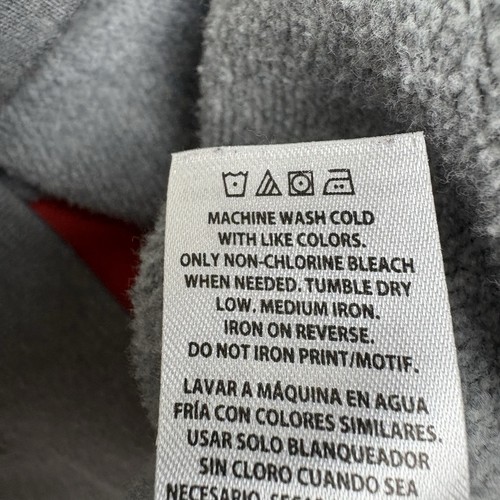 MACHINE WASH COLD
WITH LIKE COLORS.
ONLY NON-CHLORINE BLEACH
WHEN NEEDED. TUMBLE DRY
LOW. MEDIUM IRON.
IRON ON REVERSE.
DO NOT IRON PRINT/MOTIF.
LAVAR A MÁQUINA EN AGUA
FRÍA CON COLORES SIMILARES.
USAR SOLO BLANQUEADOR
SIN CLORO CUANDO SEA
NECESARIO.